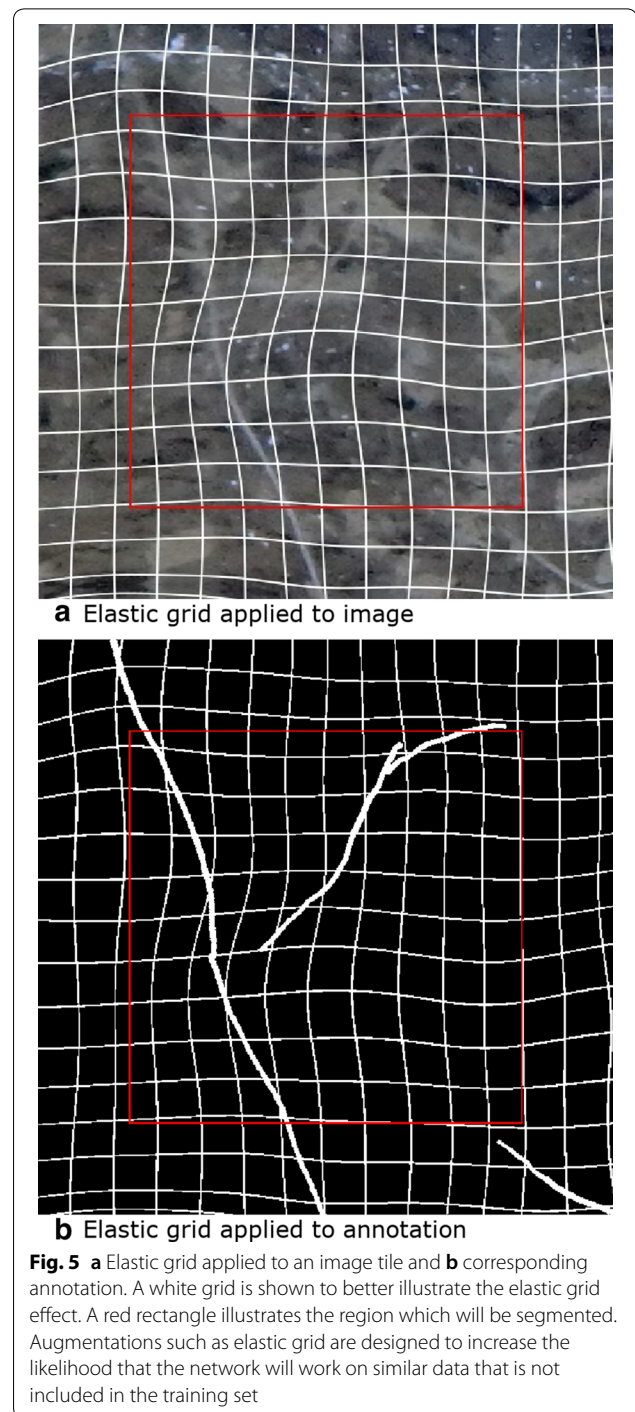 a Elastic grid applied to image
b Elastic grid applied to annotation
Fig. 5 a Elastic grid applied to an image tile and b corresponding
annotation. A white grid is shown to better illustrate the elastic grid
effect. A red rectangle illustrates the region which will be segmented.
Augmentations such as elastic grid are designed to increase the
likelihood that the network will work on similar data that is not
included in the training set